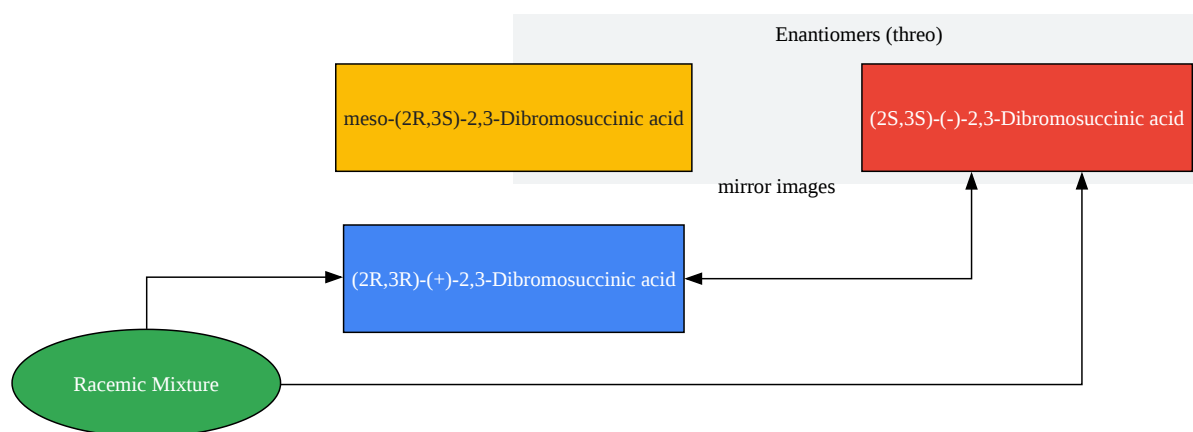 Enantiomers (threo)
meso-(2R,3S)-2,3-Dibromosuccinic acid
(2S,3S)-(-)-2,3-Dibromosuccinic acid
mirror images
(2R,3R)-(+)-2,3-Dibromosuccinic acid
Racemic Mixture